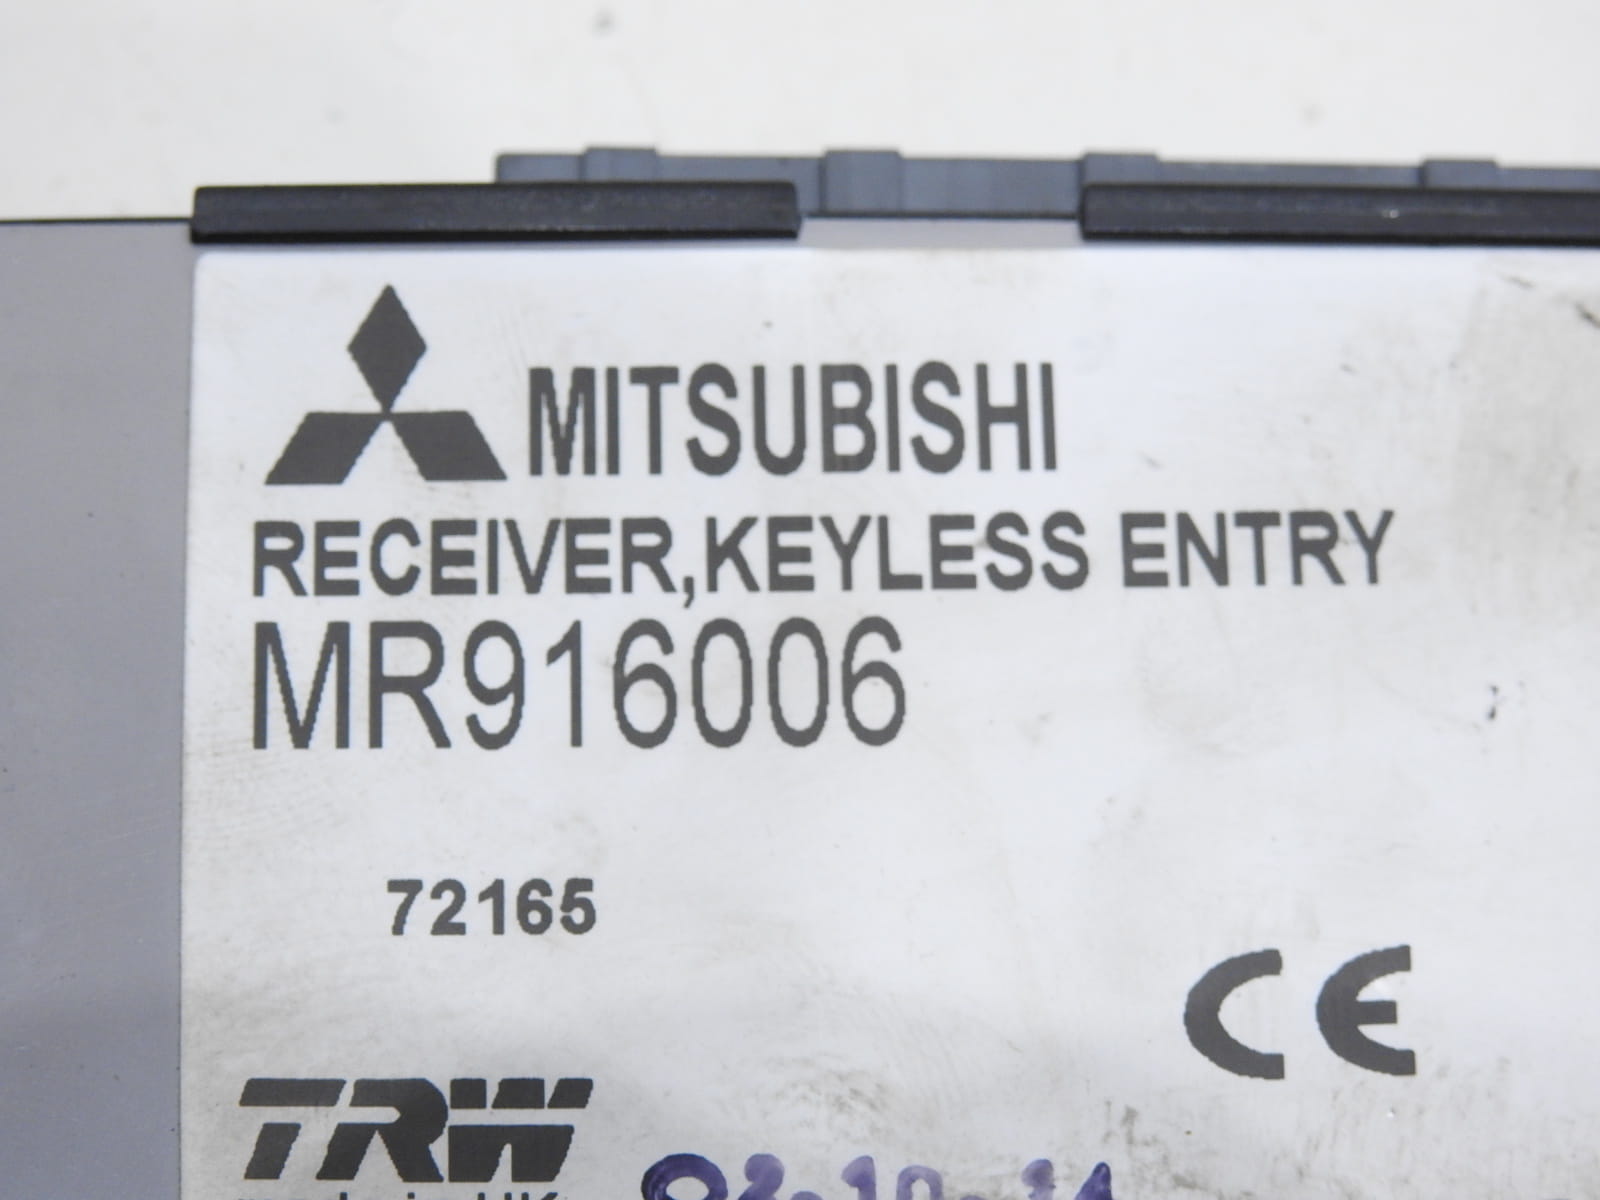 MITSUBISHI
RECEIVER,KEYLESS ENTRY
MR916006
72165
CE
TRW